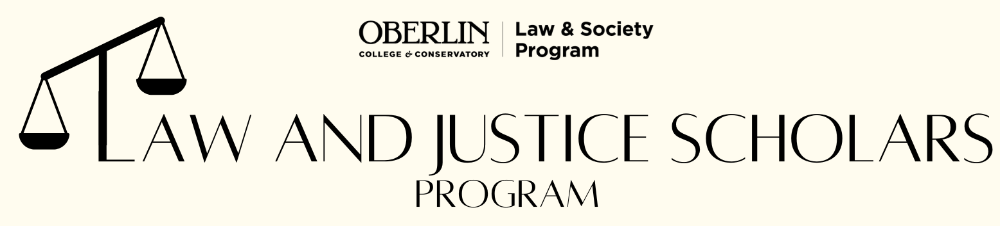 OBERLIN
COLLEGE & CONSERVATORY
Law & Society
Program
LAW AND JUSTICE SCHOLARS
PROGRAM